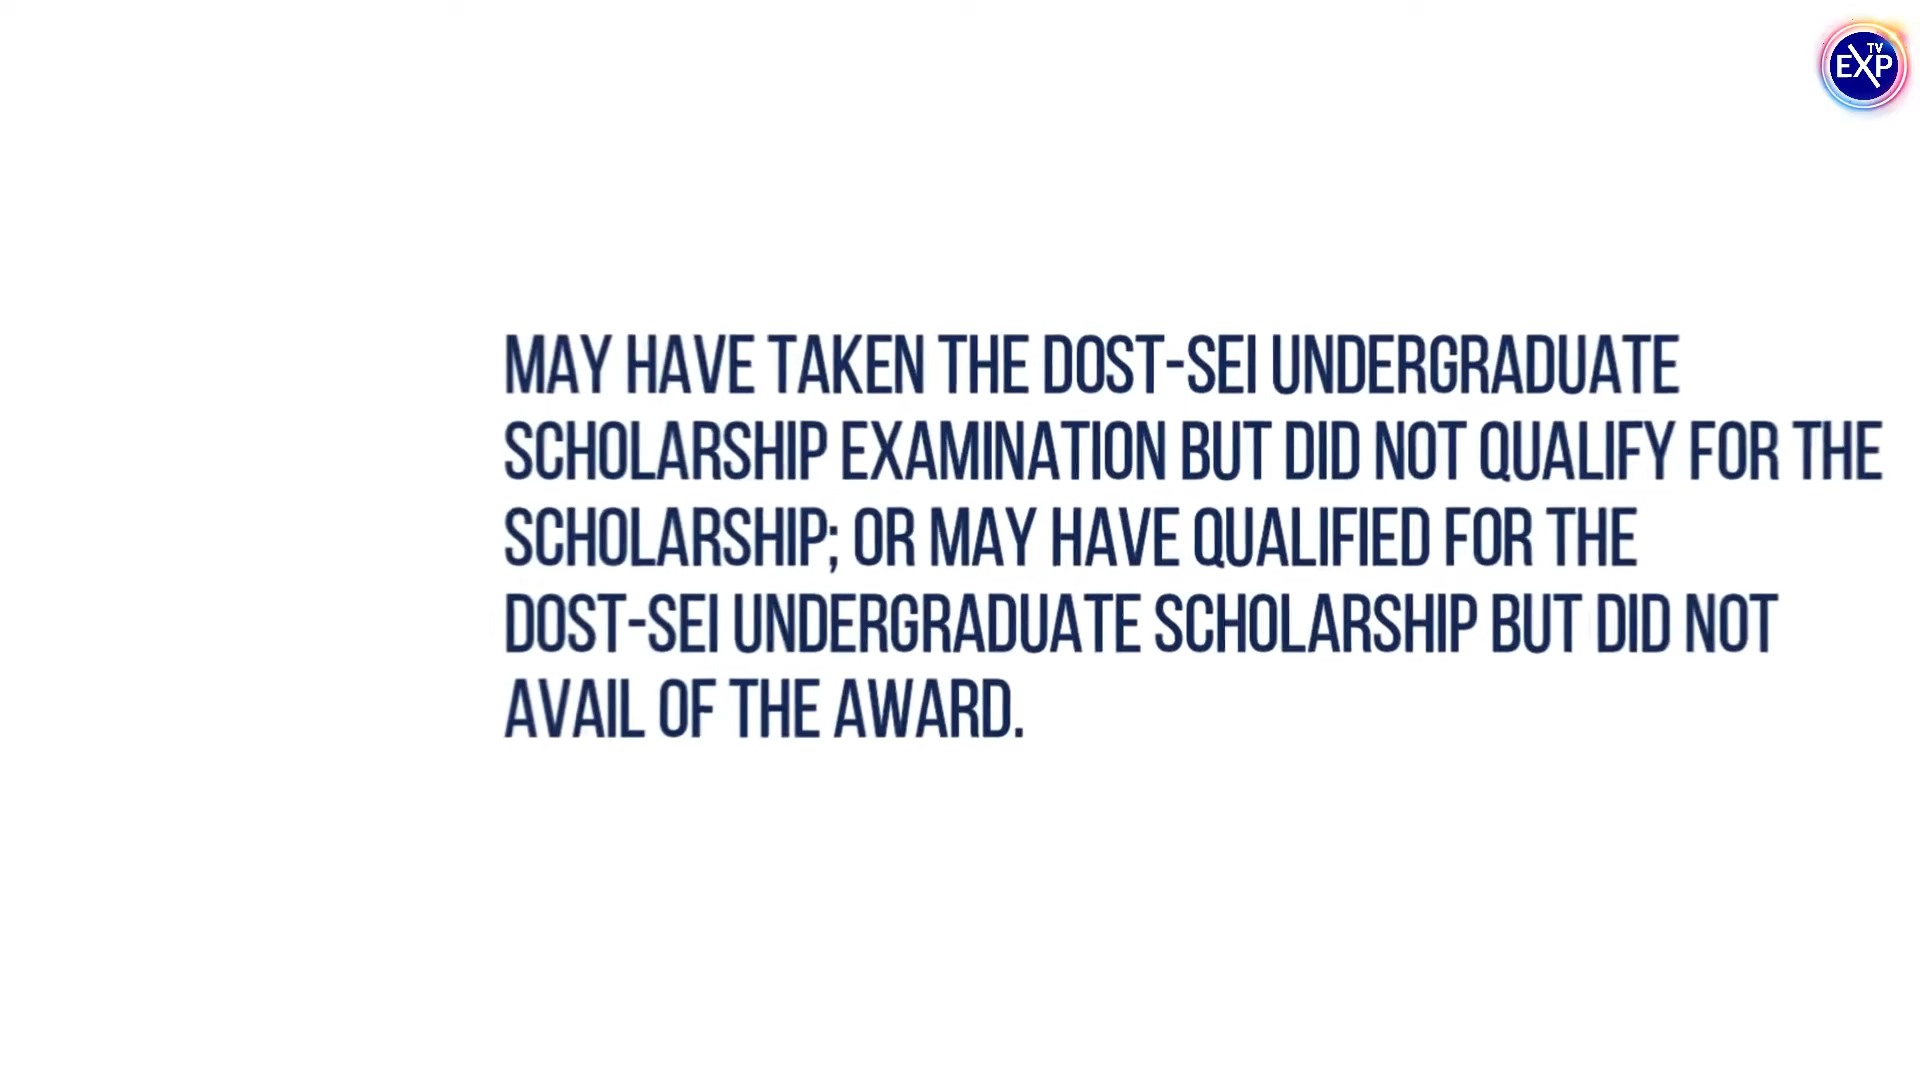 TV
EXP
MAY HAVE TAKEN THE DOST-SEI UNDERGRADUATE
SCHOLARSHIP EXAMINATION BUT DID NOT QUALIFY FOR THE
SCHOLARSHIP; OR MAY HAVE QUALIFIED FOR THE
DOST-SEI UNDERGRADUATE SCHOLARSHIP BUT DID NOT
AVAIL OF THE AWARD.